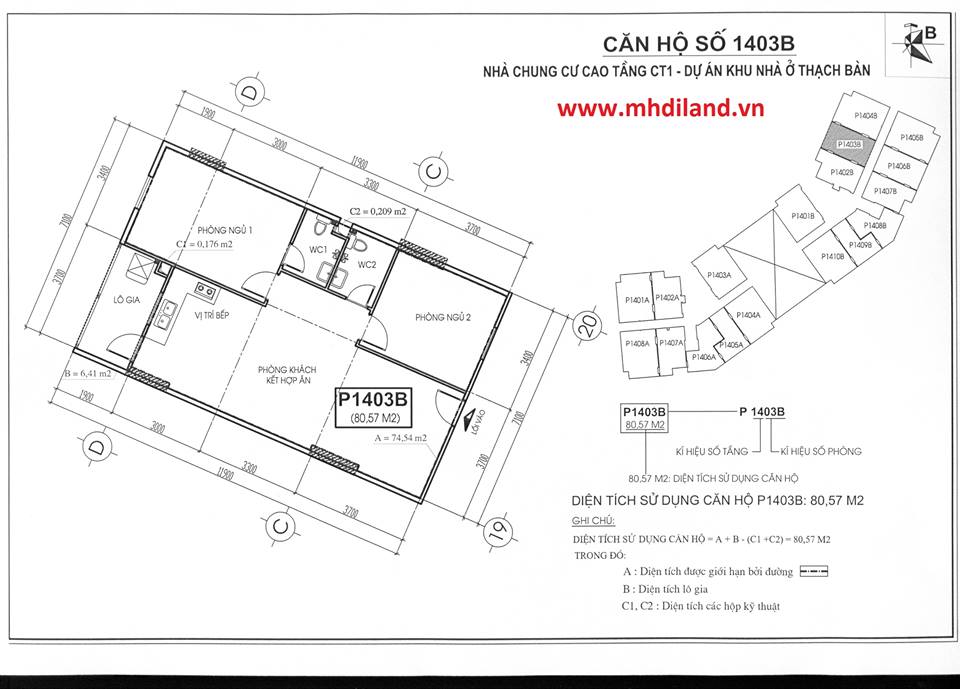 CĂN HỘ SỐ 1403B
NHÀ CHUNG CƯ CAO TẦNG CT1 - DỰ ÁN KHU NHÀ Ở THẠCH BÀN
www.mhdiland.vn
B
P1404B
P1403B
P1402B
P1405B
P1406B
P1407B
P1408B
P1409B
P1410B
P1401B
P1403A
P1401A
P1402A
P1404A
P1405A
P1406A
P1407A
P1408A
D
C
1900
3000
11900
3300
3700
3400
7100
3700
C2 = 0,209 m2
PHÒNG NGỦ 1
C1 = 0,176 m2
WC1
WC2
LÔ GIA
VỊ TRÍ BẾP
PHÒNG NGỦ 2
PHÒNG KHÁCH
KẾT HỢP ĂN
P1403B
(80,57 M2)
A = 74,54 m2
B = 6,41 m2
LỐI VÀO
20
19
3400
7100
3700
1900
3000
3300
11900
3700
D
C
P1403B
80,57 M2
P 1403B
KÍ HIỆU SỐ TẦNG
KÍ HIỆU SỐ PHÒNG
80,57 M2: DIỆN TÍCH SỬ DỤNG CĂN HỘ
DIỆN TÍCH SỬ DỤNG CĂN HỘ P1403B: 80,57 M2
GHI CHÚ:
DIỆN TÍCH SỬ DỤNG CĂN HỘ = A + B - (C1 +C2) = 80,57 M2
TRONG ĐÓ:
A : Diện tích được giới hạn bởi đường
B : Diện tích lô gia
C1, C2 : Diện tích các hộp kỹ thuật